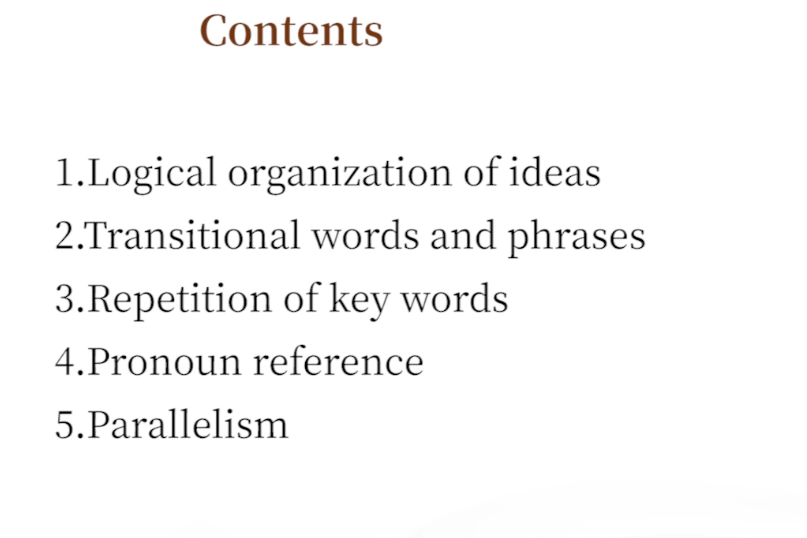 Contents
1.Logical organization of ideas
2.Transitional words and phrases
3.Repetition of key words
4.Pronoun reference
5.Parallelism